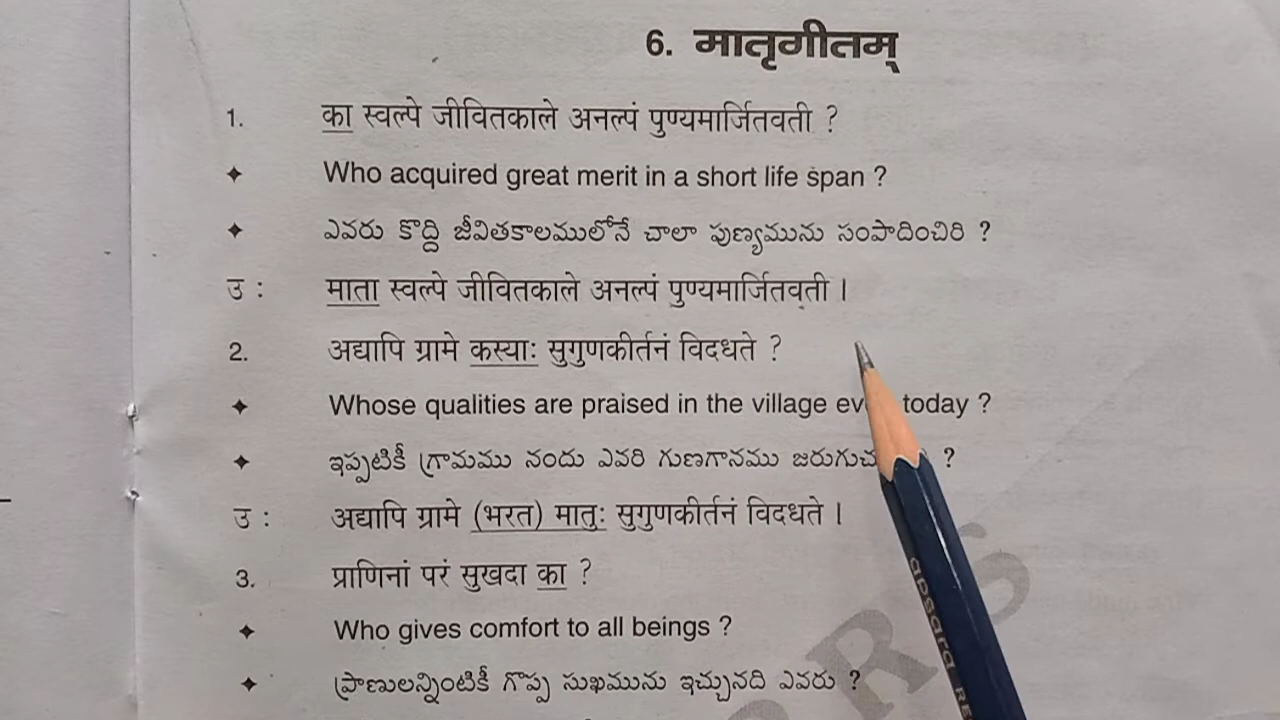 6. मातृगीतम्
1. का स्वल्पे जीवितकाले अनल्पं पुण्यमार्जितवती ?
✦ Who acquired great merit in a short life span ?
✦ ఎవరు కొద్ది జీవితకాలములోనే చాలా పుణ్యమును సంపాదించిరి ?
उ : माता स्वल्पे जीवितकाले अनल्पं पुण्यमार्जितवती ।
2. अद्यापि ग्रामे कस्याः सुगुणकीर्तनं विदधते ?
✦ Whose qualities are praised in the village today ?
✦ ఇప్పటికీ గ్రామము నందు ఎవరి గుణగానము ?
उ : अद्यापि ग्रामे (भरत) मातुः सुगुणकीर्तनं विदधते ।
3. प्राणिनां परं सुखदा का ?
✦ Who gives comfort to all beings ?
✦ ప్రాణులన్నింటికీ గొప్ప సుఖమును ఇచ్చునది ఎవరు ?
apsara
R S